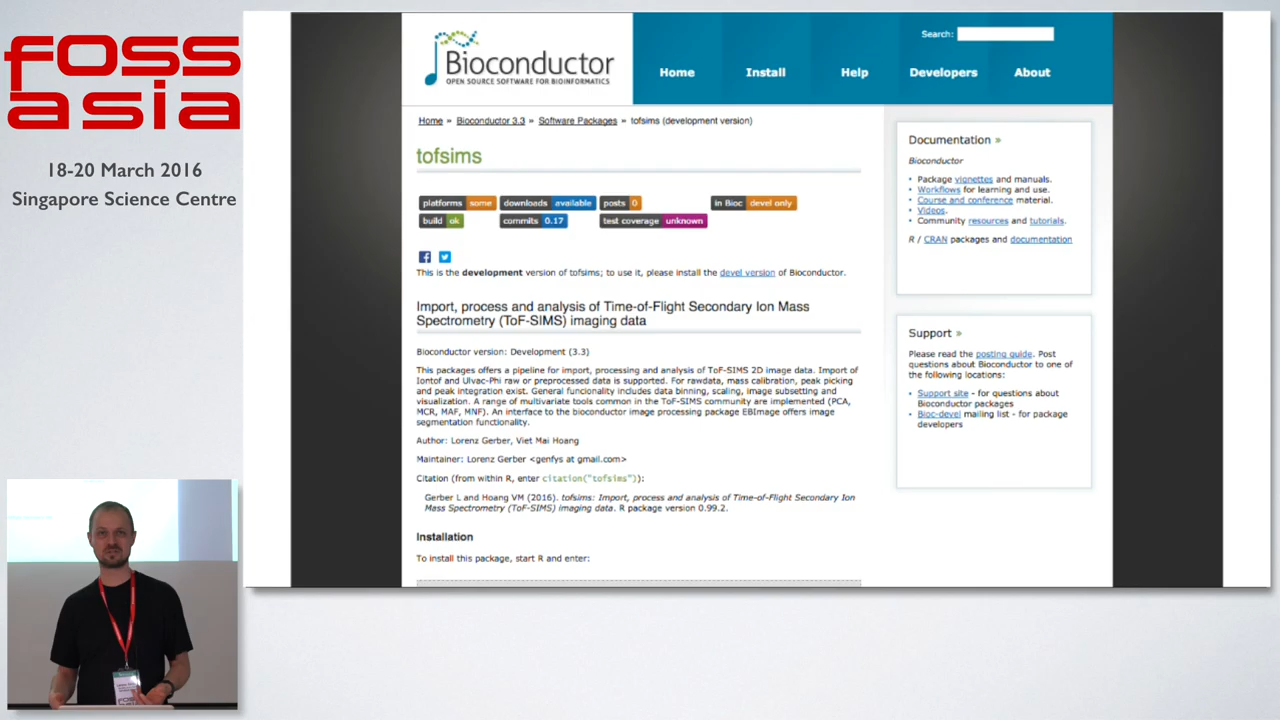 foss
asia
18-20 March 2016
Singapore Science Centre
Bioconductor
OPEN SOURCE SOFTWARE FOR BIOINFORMATICS
Search:
Home
Install
Help
Developers
About
Home » Bioconductor 3.3 » Software Packages » tofsims (development version)
tofsims
platforms some downloads available posts 0 in Bioc devel only
build ok commits 0.17 test coverage unknown
This is the development version of tofsims; to use it, please install the devel version of Bioconductor.
Import, process and analysis of Time-of-Flight Secondary Ion Mass
Spectrometry (ToF-SIMS) imaging data
Bioconductor version: Development (3.3)
This packages offers a pipeline for import, processing and analysis of ToF-SIMS 2D image data. Import of
Iontof and Ulvac-Phi raw or preprocessed data is supported. For rawdata, mass calibration, peak picking
and peak integration exist. General funcionality includes data binning, scaling, image subsetting and
visualization. A range of multivariate tools common in the ToF-SIMS community are implemented (PCA,
MCR, MAF, MNF). An interface to the bioconductor image processing package EBImage offers image
segmentation functionality.
Author: Lorenz Gerber, Viet Mai Hoang
Maintainer: Lorenz Gerber <genfys at gmail.com>
Citation (from within R, enter citation("tofsims")):
Gerber L and Hoang VM (2016). tofsims: Import, process and analysis of Time-of-Flight Secondary Ion
Mass Spectrometry (ToF-SIMS) imaging data. R package version 0.99.2.
Installation
To install this package, start R and enter:
Documentation »
Bioconductor
• Package vignettes and manuals.
• Workflows for learning and use.
• Course and conference material.
• Videos.
• Community resources and tutorials.
R / CRAN packages and documentation
Support »
Please read the posting guide. Post
questions about Bioconductor to one of
the following locations:
• Support site - for questions about
Bioconductor packages
• Bioc-devel mailing list - for package
developers